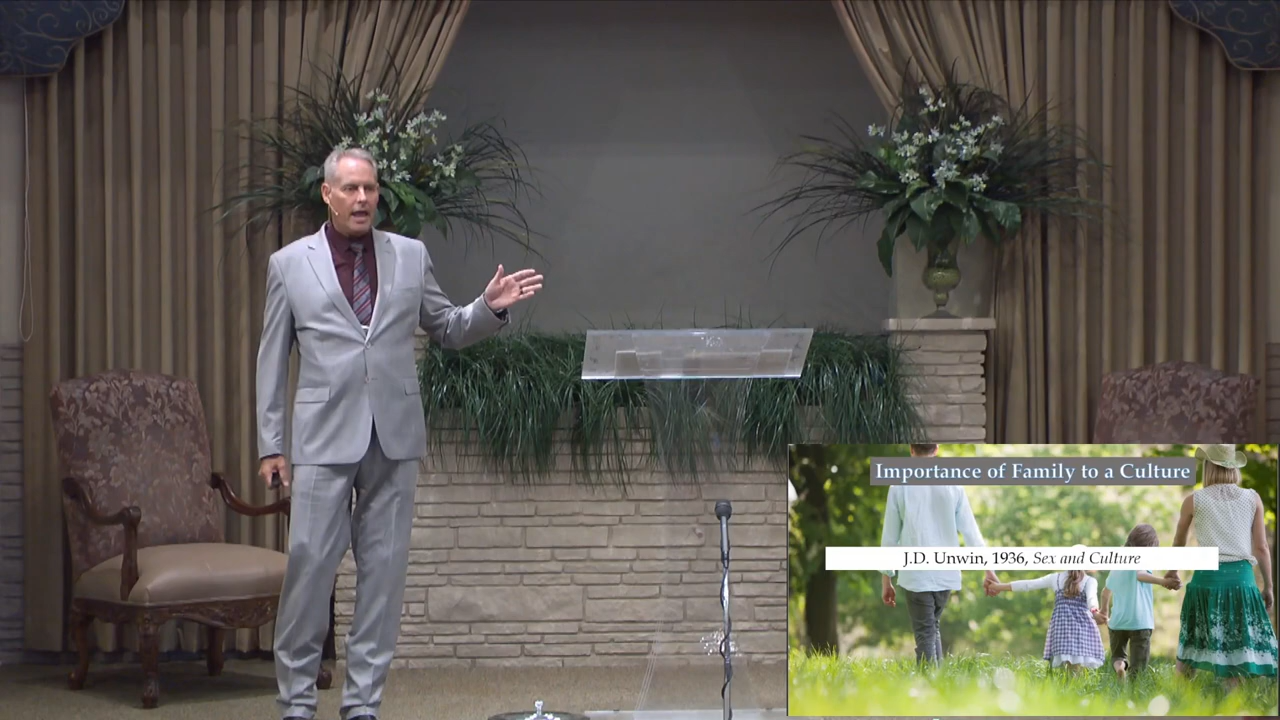 Importance of Family to a Culture
J.D. Unwin, 1936, Sex and Culture